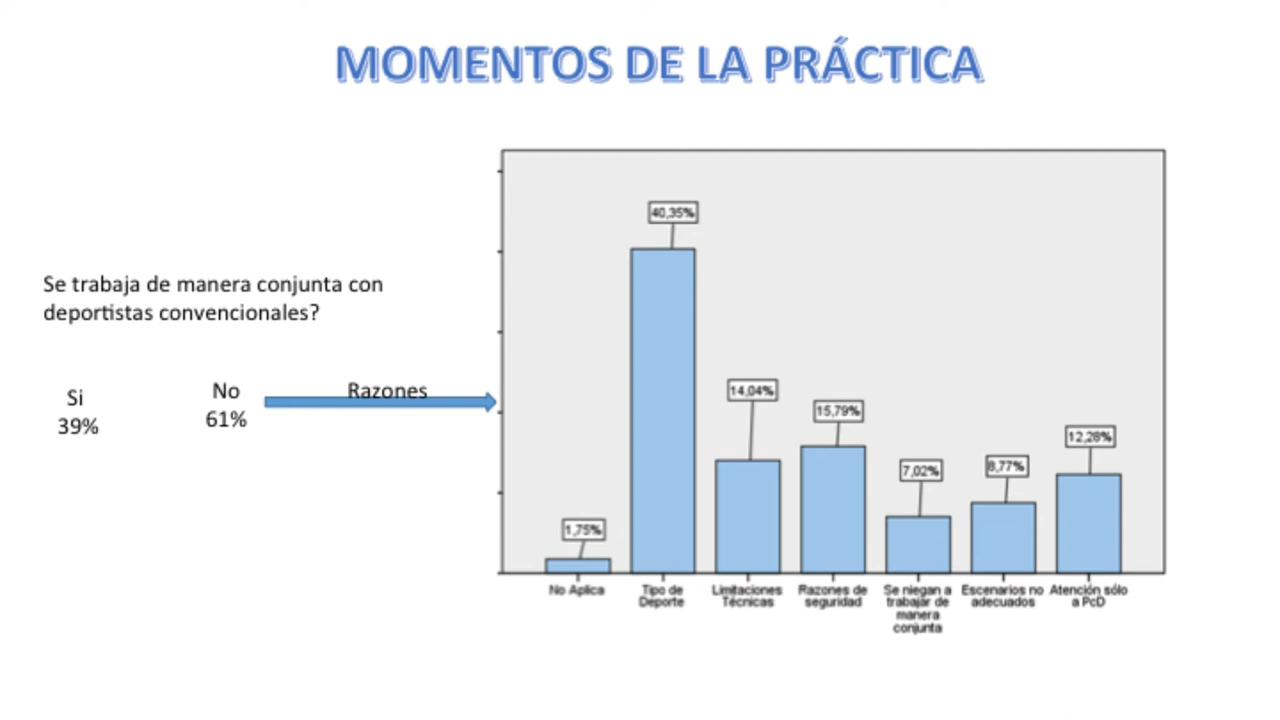 MOMENTOS DE LA PRÁCTICA
Se trabaja de manera conjunta con
deportistas convencionales?
Si
39%
No
61%
Razones
40,35%
14,04%
15,79%
7,02%
8,77%
12,28%
1,75%
No Aplica
Tipo de
Deporte
Limitaciones
Técnicas
Razones de
seguridad
Se niegan a
trabajar de
manera
conjunta
Escenarios no
adecuados
Atención sólo
a PcD